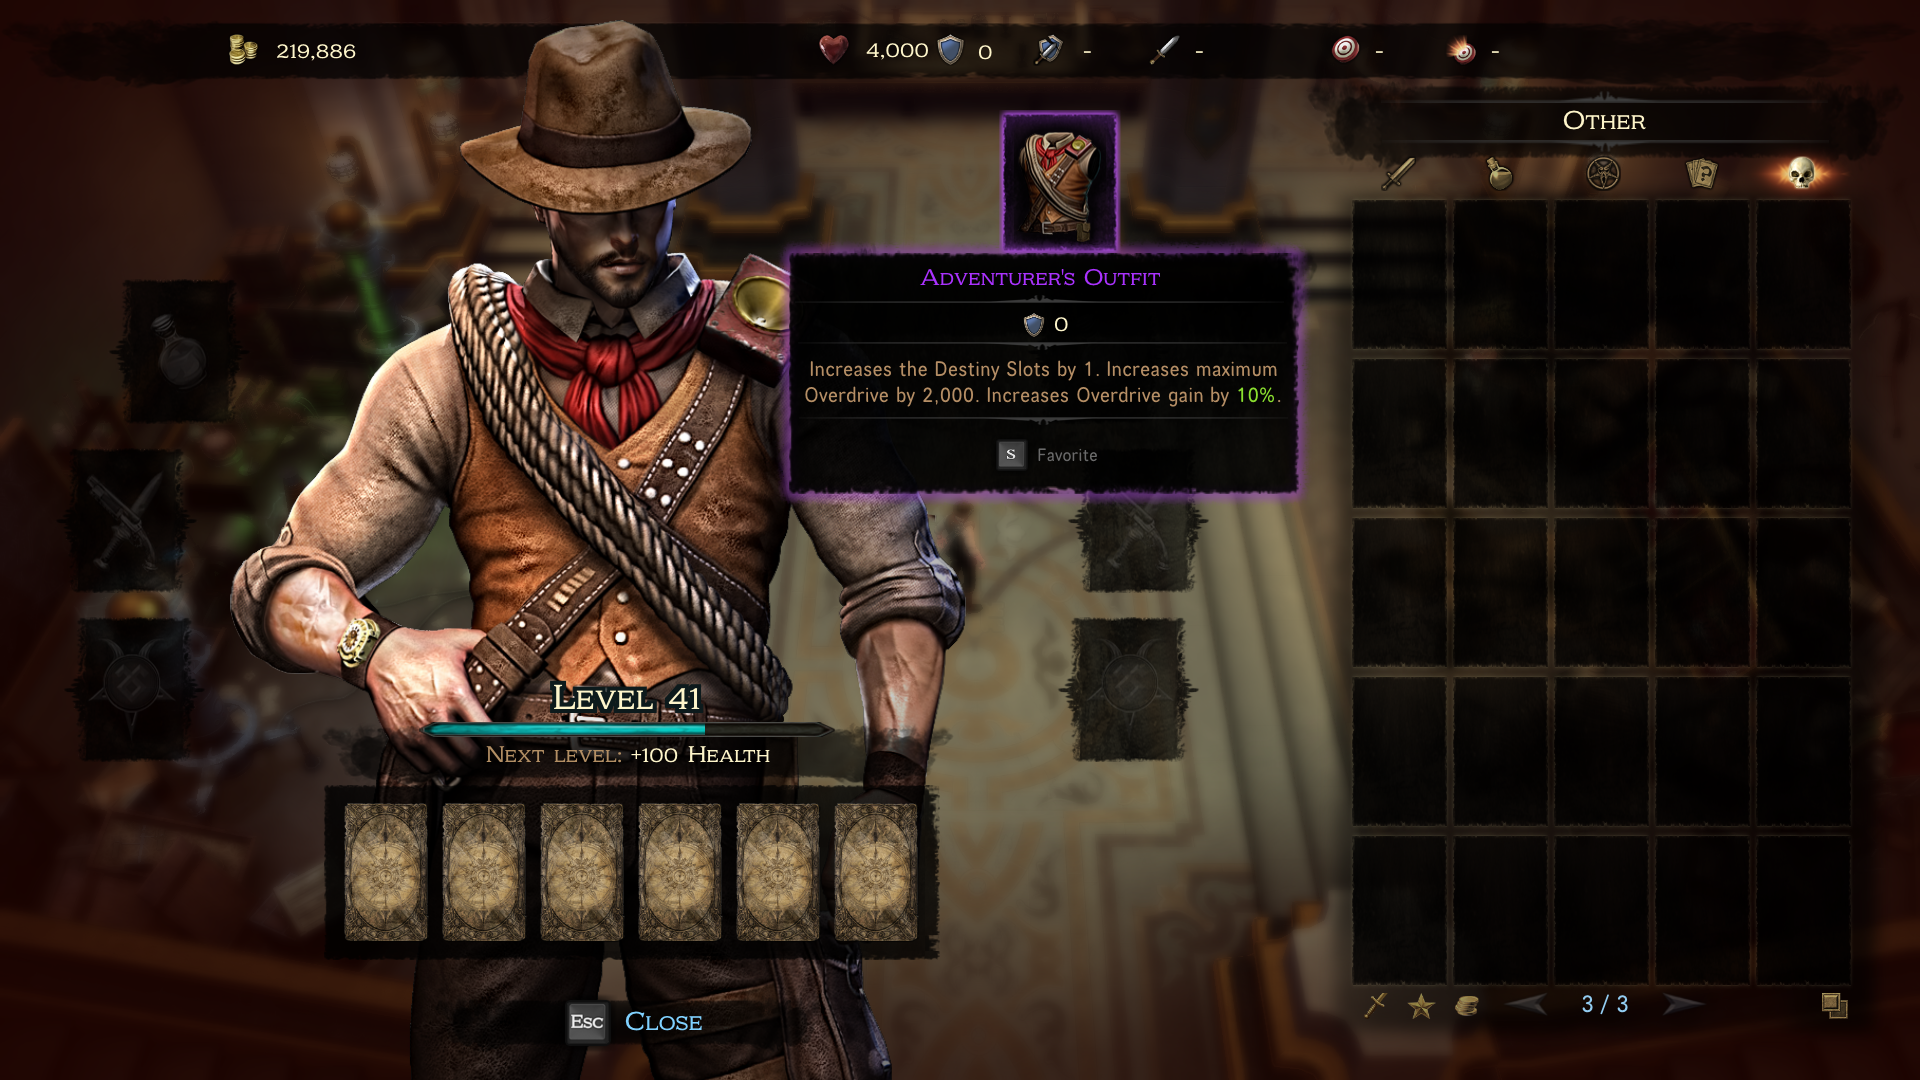 219,886
4,000
0
-
-
-
-
Other
Adventurer's Outfit
0
Increases the Destiny Slots by 1. Increases maximum
Overdrive by 2,000. Increases Overdrive gain by 10%.
S Favorite
Level 41
Next level: +100 Health
Esc Close
3 / 3